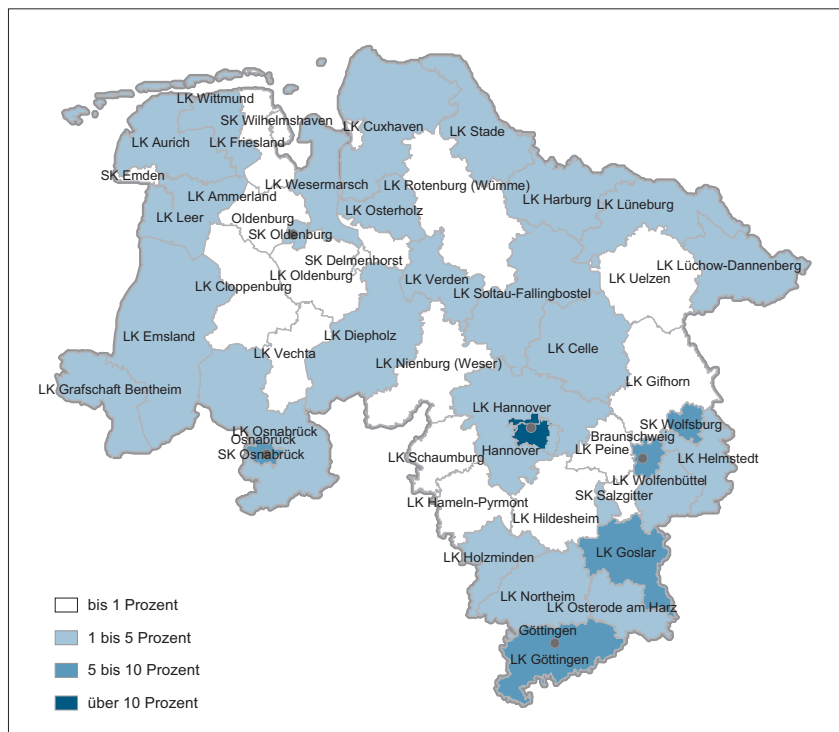 LK Wittmund
SK Wilhelmshaven
LK Cuxhaven
LK Stade
LK Aurich
LK Friesland
SK Emden
LK Wesermarsch
LK Rotenburg (Wümme)
LK Ammerland
LK Harburg
LK Lüneburg
LK Leer
Oldenburg
LK Osterholz
SK Oldenburg
SK Delmenhorst
LK Oldenburg
LK Uelzen
LK Lüchow-Dannenberg
LK Cloppenburg
LK Verden
LK Soltau-Fallingbostel
LK Emsland
LK Diepholz
LK Vechta
LK Celle
LK Nienburg (Weser)
LK Grafschaft Bentheim
LK Gifhorn
LK Hannover
LK Osnabrück
Osnabrück
SK Osnabrück
SK Wolfsburg
Braunschweig
Hannover
LK Peine
LK Schaumburg
LK Helmstedt
LK Wolfenbüttel
SK Salzgitter
LK Hameln-Pyrmont
LK Hildesheim
LK Holzminden
LK Goslar
LK Northeim
LK Osterode am Harz
Göttingen
LK Göttingen
bis 1 Prozent
1 bis 5 Prozent
5 bis 10 Prozent
über 10 Prozent